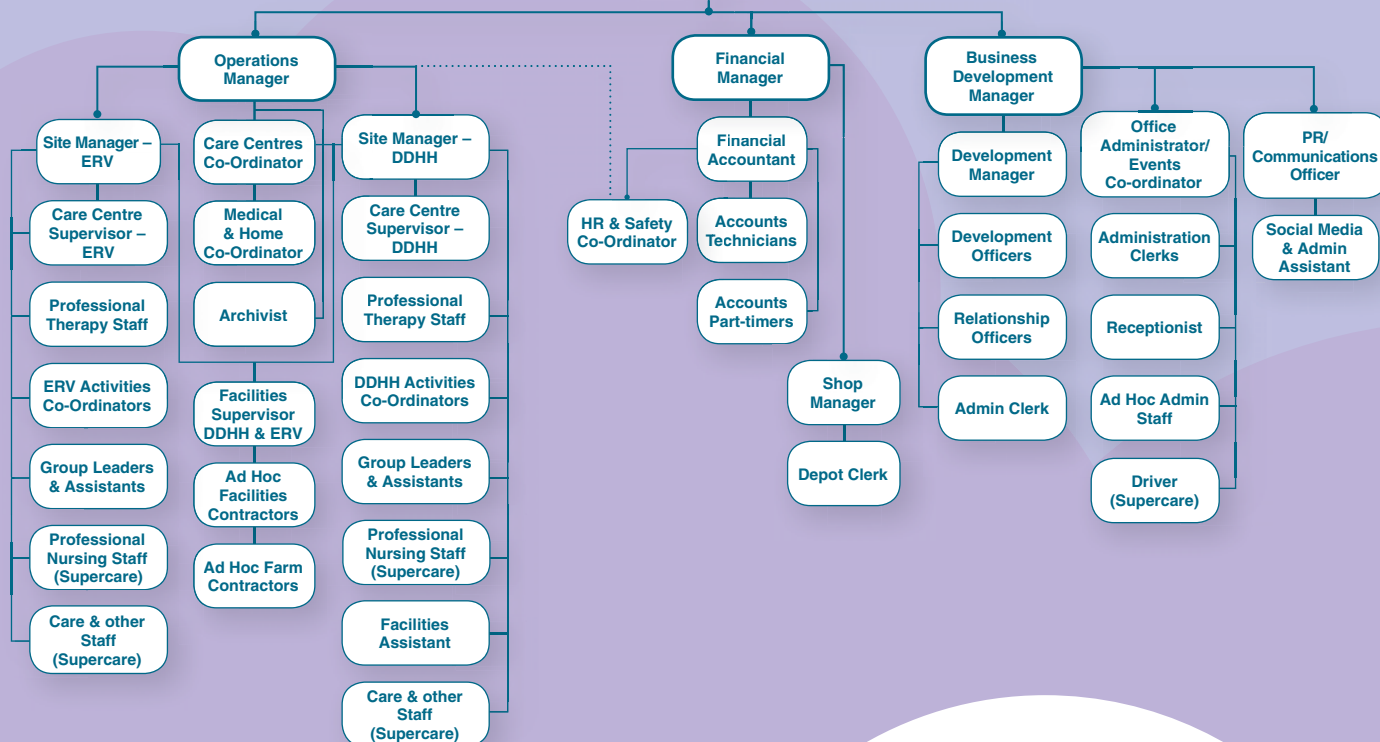 Operations
Manager
Financial
Manager
Business
Development
Manager
Site Manager –
ERV
Care Centre
Supervisor –
ERV
Professional
Therapy Staff
ERV Activities
Co-Ordinators
Group Leaders
& Assistants
Professional
Nursing Staff
(Supercare)
Care & other
Staff
(Supercare)
Care Centres
Co-Ordinator
Medical
& Home
Co-Ordinator
Archivist
Facilities
Supervisor
DDHH & ERV
Ad Hoc
Facilities
Contractors
Ad Hoc Farm
Contractors
Site Manager –
DDHH
Care Centre
Supervisor –
DDHH
Professional
Therapy Staff
DDHH Activities
Co-Ordinators
Group Leaders
& Assistants
Professional
Nursing Staff
(Supercare)
Facilities
Assistant
Care & other
Staff
(Supercare)
HR & Safety
Co-Ordinator
Financial
Accountant
Accounts
Technicians
Accounts
Part-timers
Shop
Manager
Depot Clerk
Development
Manager
Development
Officers
Relationship
Officers
Admin Clerk
Office
Administrator/
Events
Co-ordinator
Administration
Clerks
Receptionist
Ad Hoc Admin
Staff
Driver
(Supercare)
PR/
Communications
Officer
Social Media
& Admin
Assistant